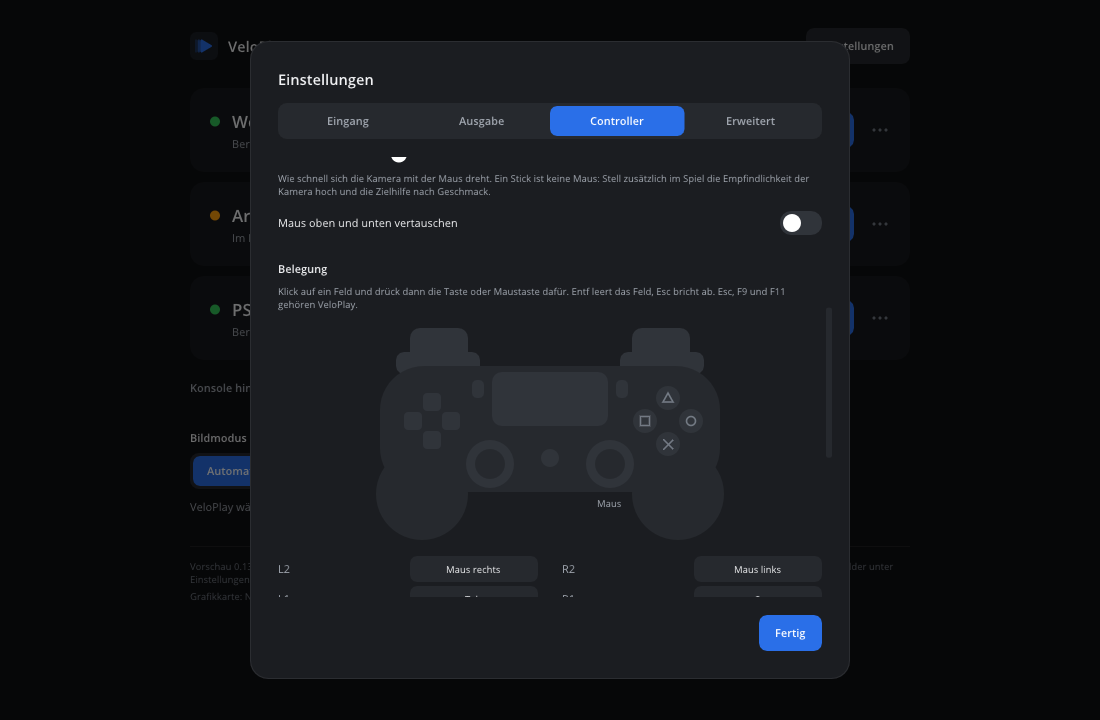 Einstellungen
Eingang
Ausgabe
Controller
Erweitert
Wie schnell sich die Kamera mit der Maus dreht. Ein Stick ist keine Maus: Stell zusätzlich im Spiel die Empfindlichkeit der
Kamera hoch und die Zielhilfe nach Geschmack.
Maus oben und unten vertauschen
Belegung
Klick auf ein Feld und drück dann die Taste oder Maustaste dafür. Entf leert das Feld, Esc bricht ab. Esc, F9 und F11
gehören VeloPlay.
Maus
L2
Maus rechts
R2
Maus links
Fertig
Konsole
Bildmodus
VeloPlay
Vorschau
lder unter
Einstellungen
Grafikkarte: